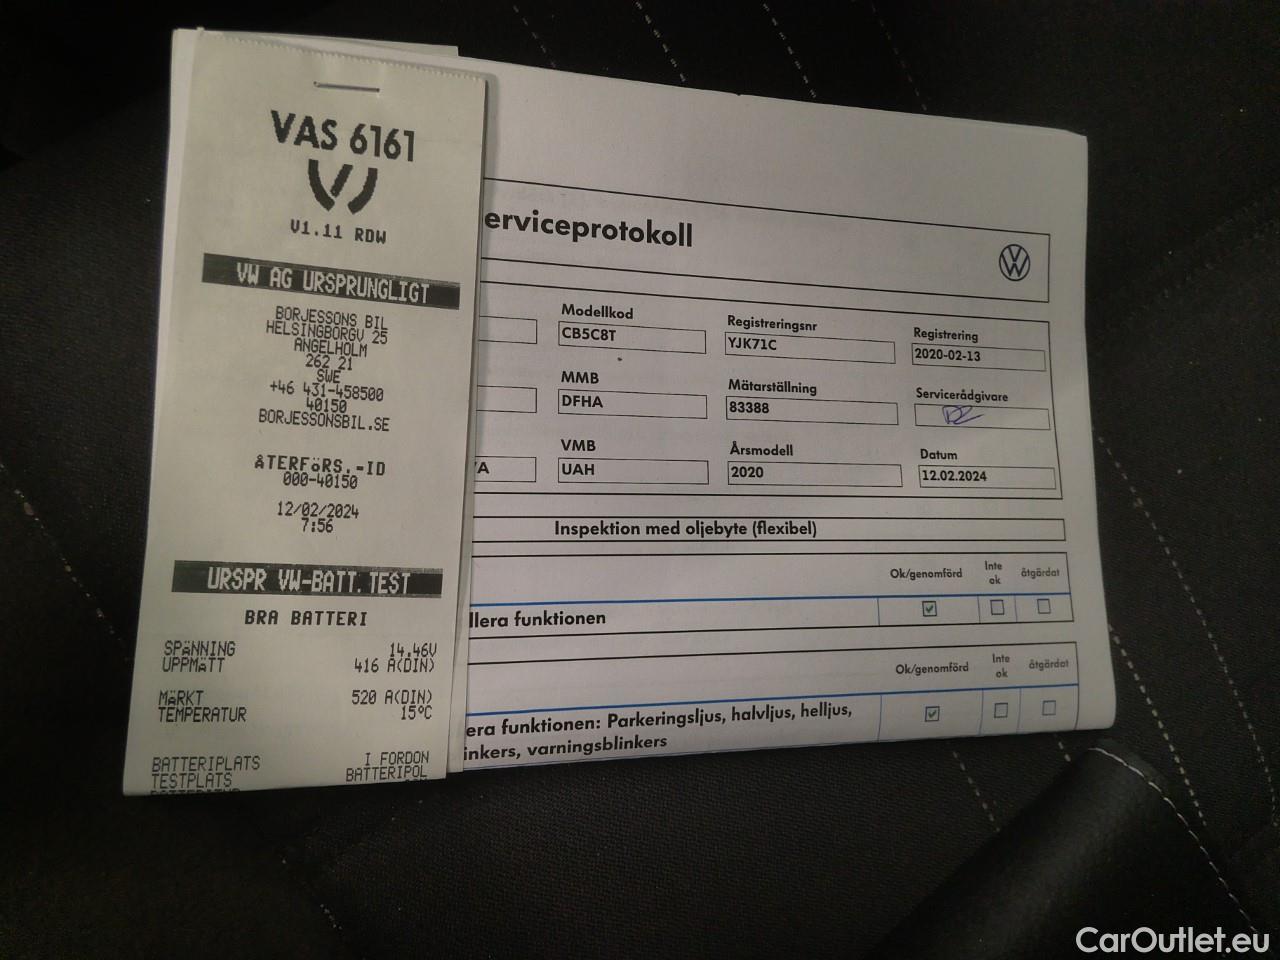 VAS 6161
V1.11 RDW
VW AG URSPRUNGLIGT
BORJESSONS BIL
HELSINGBORGV 25
ANGELHOLM
262 21
SWE
+46 431-458500
40150
BORJESSONSBIL.SE
ÅTERFÖRS.-ID
000-40150
12/02/2024
7:56
URSPR VW-BATT.TEST
BRA BATTERI
SPÄNNING 14.46V
UPPMÄTT 416 A(DIN)
MÄRKT 520 A(DIN)
TEMPERATUR 15°C
BATTERIPLATS I FORDON
TESTPLATS BATTERIPOL
erviceprotokoll
Modellkod
CB5C8T
Registreringsnr
YJK71C
Registrering
2020-02-13
MMB
DFHA
Mätarställning
83388
Servicerådgivare
VMB
UAH
Årsmodell
2020
Datum
12.02.2024
/A
Inspektion med oljebyte (flexibel)
Ok/genomförd Inte ok åtgärdat
llera funktionen
Ok/genomförd Inte ok åtgärdat
era funktionen: Parkeringsljus, halvljus, helljus,
inkers, varningsblinkers
CarOutlet.eu